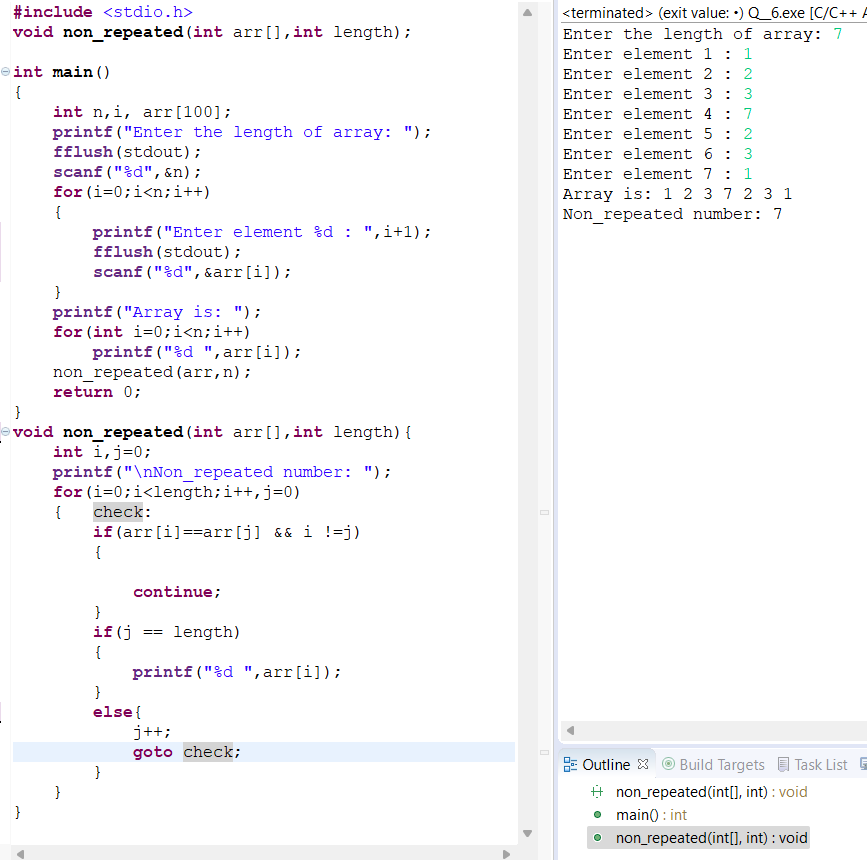 #include <stdio.h>
void non_repeated(int arr[],int length);
int main()
{
int n,i, arr[100];
printf("Enter the length of array: ");
fflush(stdout);
scanf("%d",&n);
for(i=0;i<n;i++)
{
printf("Enter element %d : ",i+1);
fflush(stdout);
scanf("%d",&arr[i]);
}
printf("Array is: ");
for(int i=0;i<n;i++)
printf("%d ",arr[i]);
non_repeated(arr,n);
return 0;
}
void non_repeated(int arr[],int length){
int i,j=0;
printf("\nNon_repeated number: ");
for(i=0;i<length;i++,j=0)
{ check:
if(arr[i]==arr[j] && i !=j)
{
continue;
}
if(j == length)
{
printf("%d ",arr[i]);
}
else{
j++;
goto check;
}
}
}
<terminated> (exit value: •) Q__6.exe [C/C++ A
Enter the length of array: 7
Enter element 1 : 1
Enter element 2 : 2
Enter element 3 : 3
Enter element 4 : 7
Enter element 5 : 2
Enter element 6 : 3
Enter element 7 : 1
Array is: 1 2 3 7 2 3 1
Non_repeated number: 7
Outline Build Targets Task List
non_repeated(int[], int) : void
main() : int
non_repeated(int[], int) : void